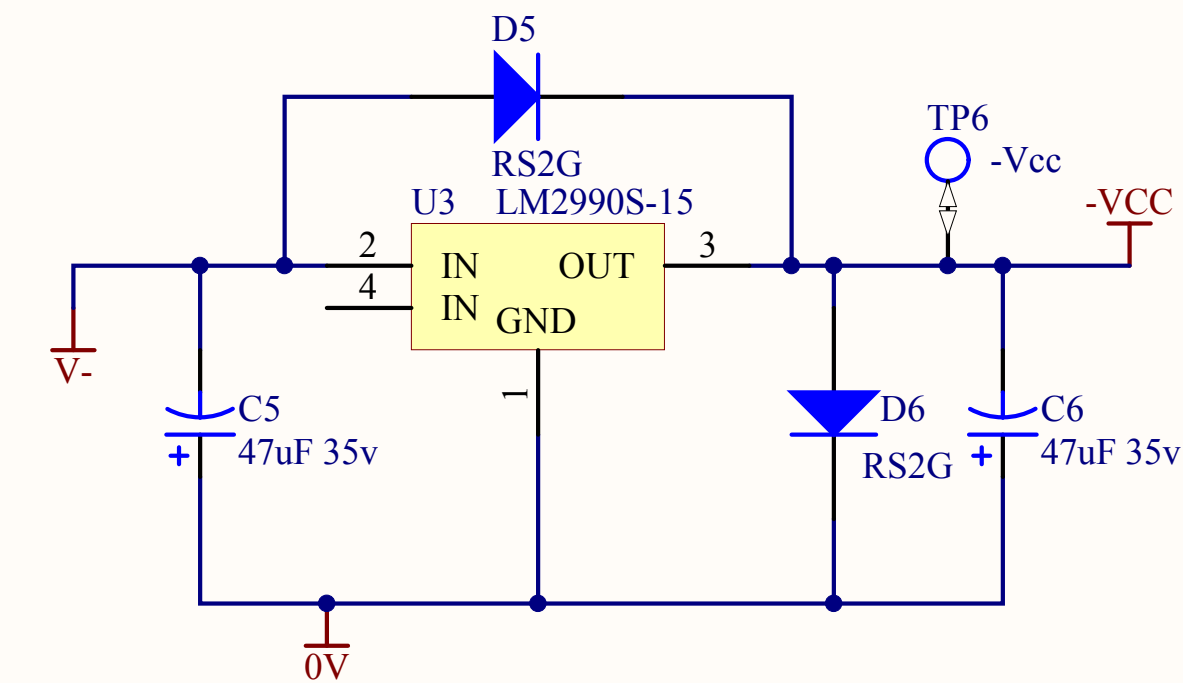 D5
RS2G
U3 LM2990S-15
TP6
-Vcc
-VCC
2
IN
OUT
3
4
IN
GND
1
V-
C5
47uF 35v
+
D6
RS2G
C6
47uF 35v
+
0V